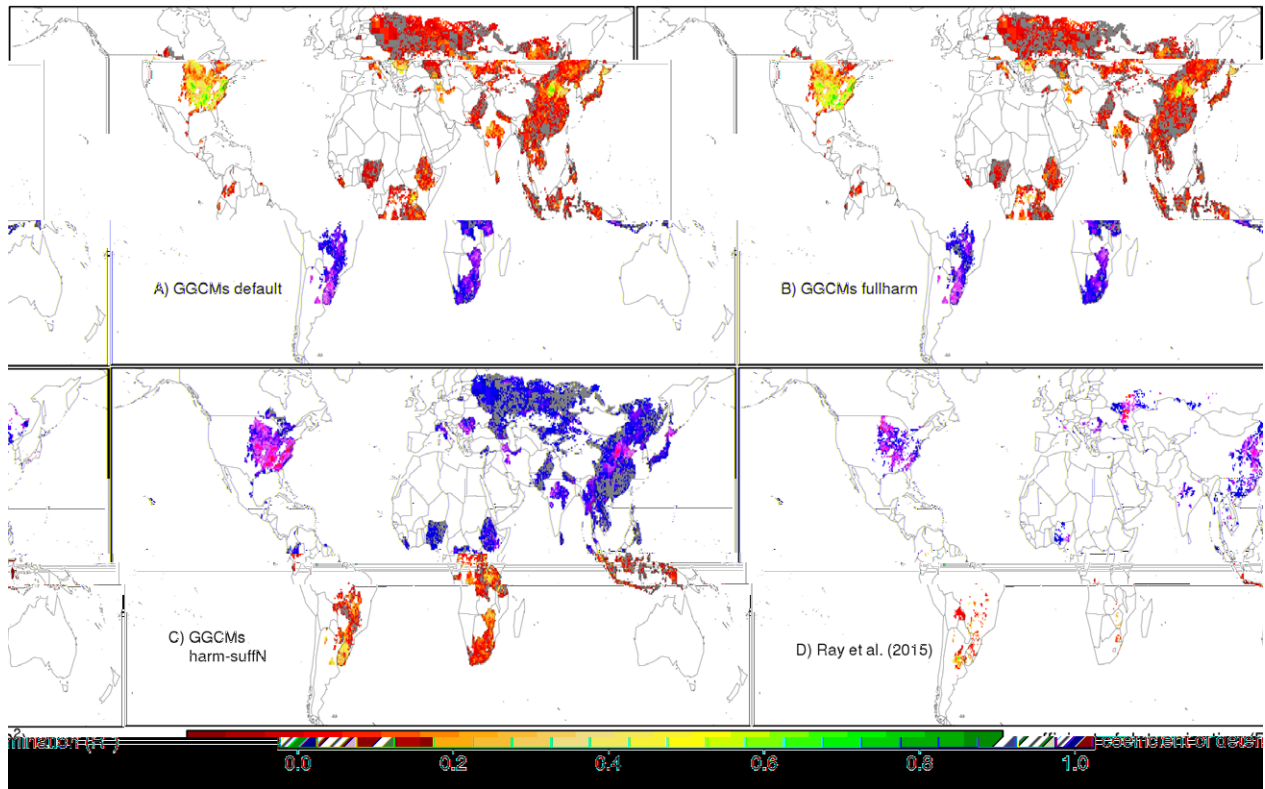 A) GGCMs default
B) GGCMs fullharm
C) GGCMs
harm-suffN
D) Ray et al. (2015)
0.0 0.2 0.4 0.6 0.8 1.0